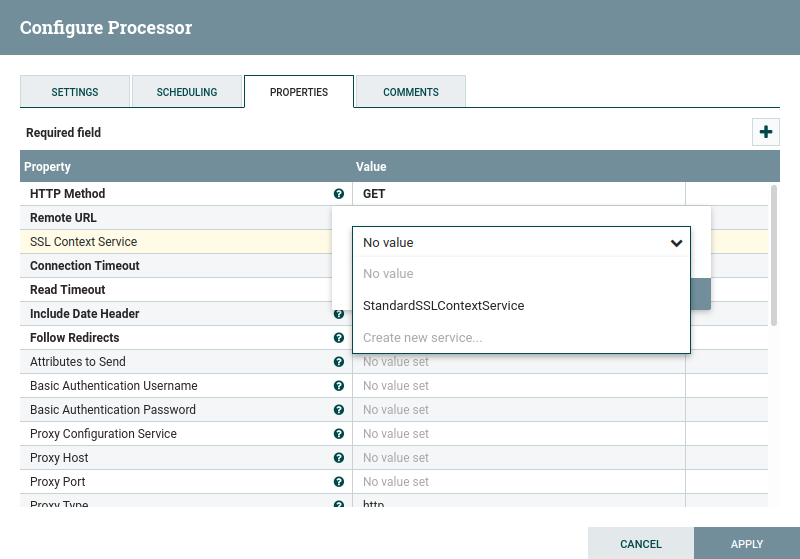 Configure Processor
SETTINGS SCHEDULING PROPERTIES COMMENTS
Required field
Property Value
HTTP Method GET
Remote URL
SSL Context Service No value
Connection Timeout No value
Read Timeout StandardSSLContextService
Include Date Header
Follow Redirects Create new service...
Attributes to Send No value set
Basic Authentication Username No value set
Basic Authentication Password No value set
Proxy Configuration Service No value set
Proxy Host No value set
Proxy Port No value set
Proxy Type http
CANCEL APPLY